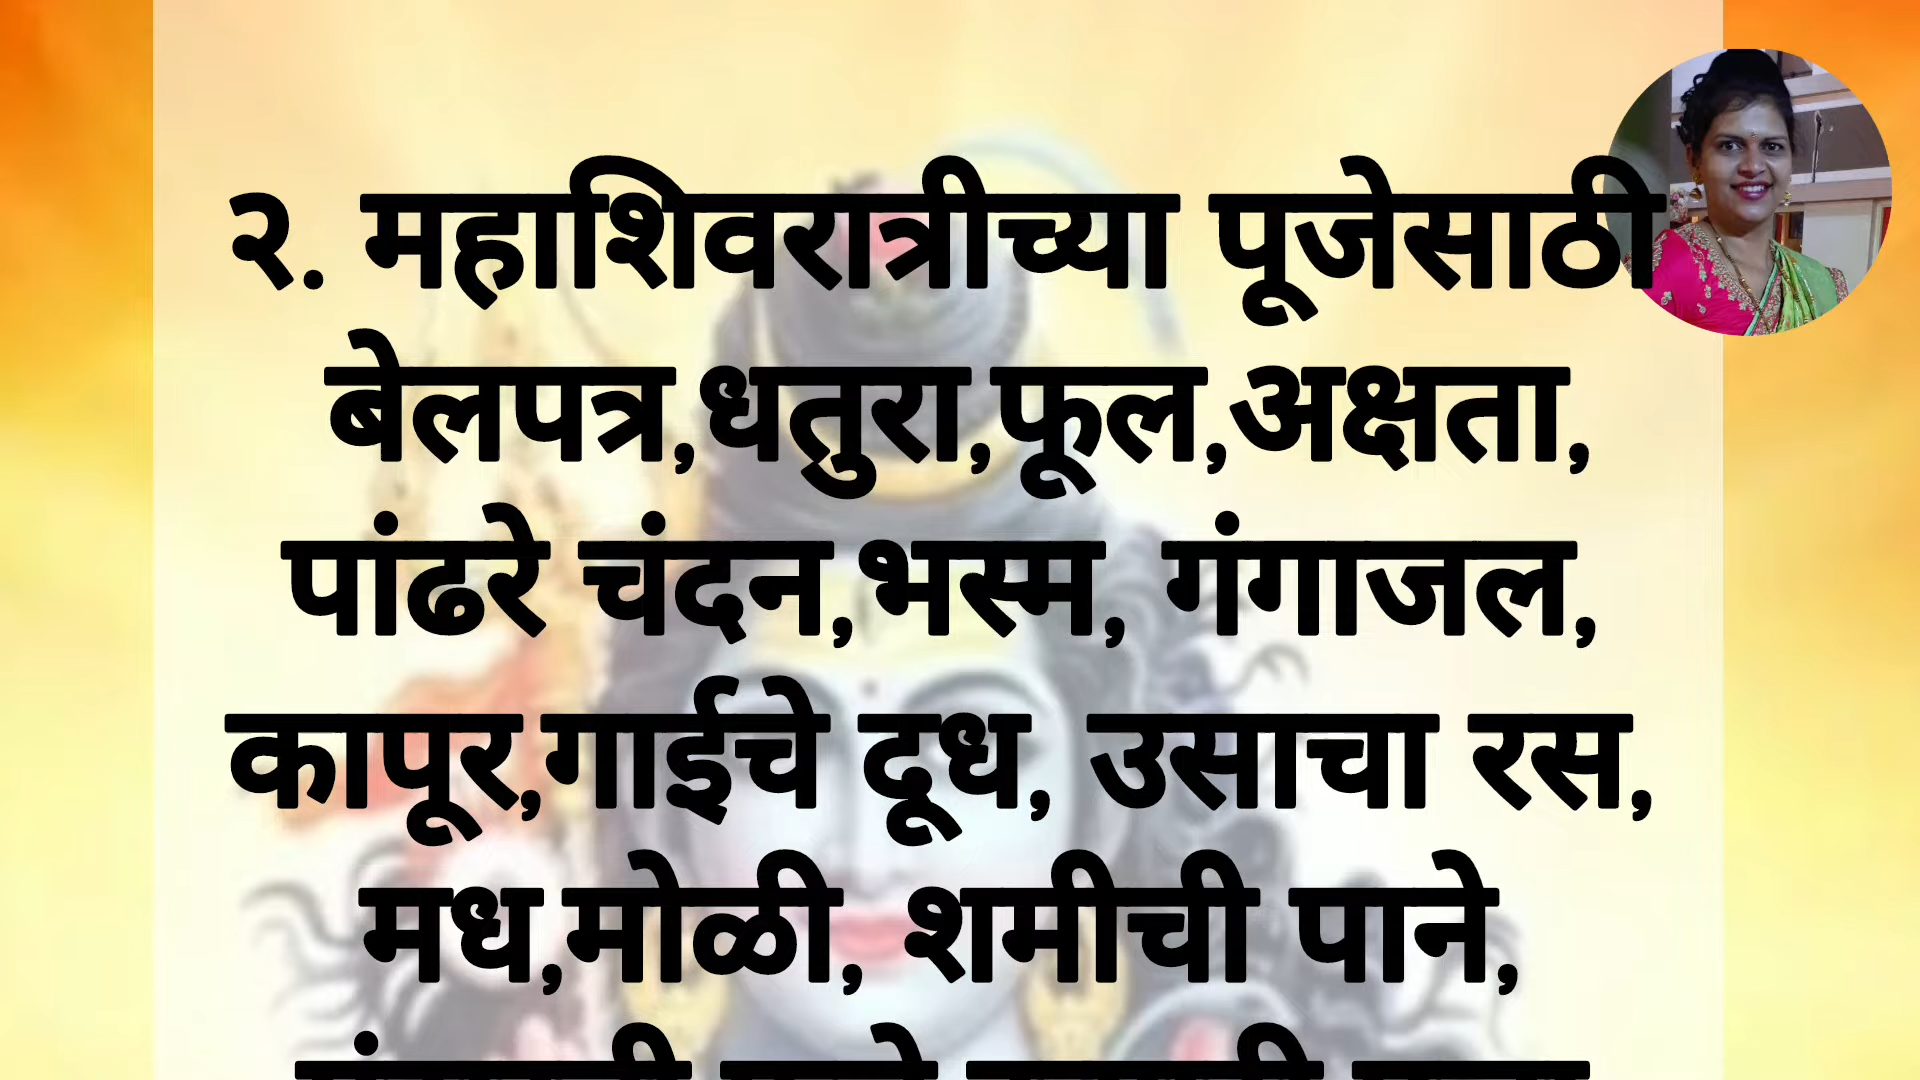 २. महाशिवरात्रीच्या पूजेसाठी
बेलपत्र,धतुरा,फूल,अक्षता,
पांढरे चंदन,भस्म, गंगाजल,
कापूर,गाईचे दूध, उसाचा रस,
मध,मोळी, शमीची पाने,